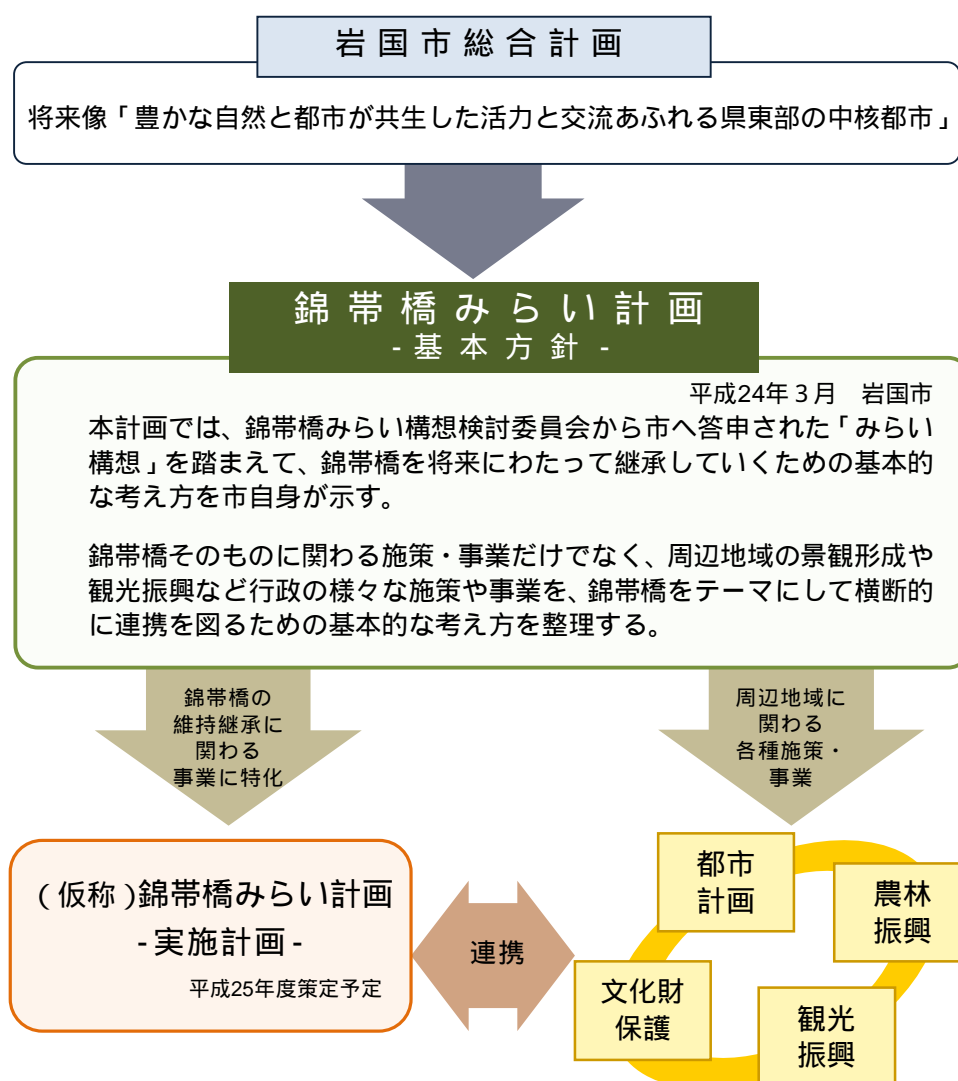 岩国市総合計画
将来像「豊かな自然と都市が共生した活力と交流あふれる県東部の中核都市」
錦帯橋みらい計画
-基本方針-
平成24年3月　岩国市
本計画では、錦帯橋みらい構想検討委員会から市へ答申された「みらい
構想」を踏まえて、錦帯橋を将来にわたって継承していくための基本的
な考え方を市自身が示す。
錦帯橋そのものに関わる施策・事業だけでなく、周辺地域の景観形成や
観光振興など行政の様々な施策や事業を、錦帯橋をテーマにして横断的
に連携を図るための基本的な考え方を整理する。
錦帯橋の
維持継承に
関わる
事業に特化
周辺地域に
関わる
各種施策・
事業
(仮称)錦帯橋みらい計画
-実施計画-
平成25年度策定予定
連携
都市
計画
農林
振興
文化財
保護
観光
振興